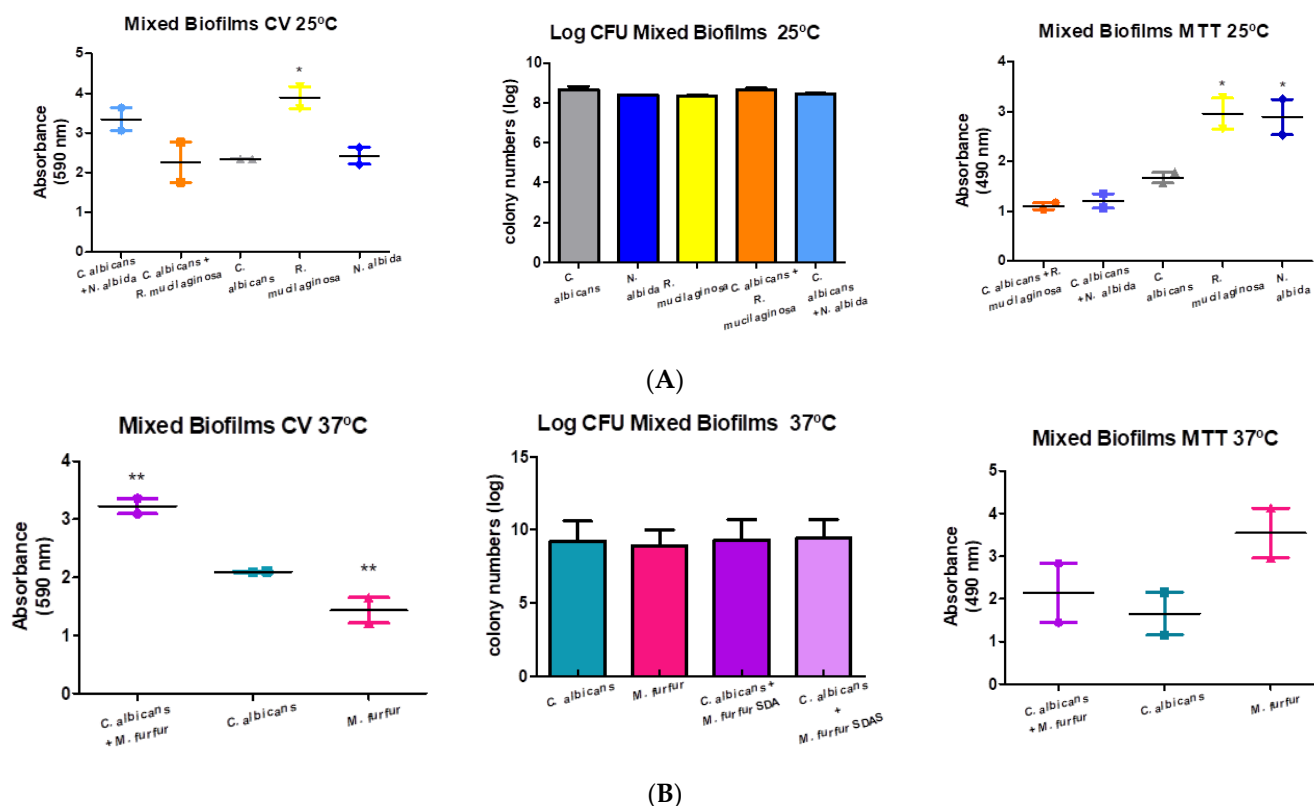 Mixed Biofilms CV 25ºC
5
4
3
2
1
0
Absorbance
(590 nm)
*
C. albicans
+N. albida
C. albicans +
R. mucilaginosa
C.
albicans
R.
mucilaginosa
N. albida
Log CFU Mixed Biofilms 25ºC
10
8
6
4
2
0
colony numbers (log)
C.
albicans
N.
albida
R.
mucilaginosa
C. albicans +
R.
mucilaginosa
C.
albicans
+N. albida
Mixed Biofilms MTT 25ºC
4
3
2
1
0
Absorbance
(490 nm)
*
*
C. albicans +R.
mucilaginosa
C. albicans
+N. albida
C.
albicans
R.
mucilaginosa
N.
albida
(A)
Mixed Biofilms CV 37ºC
4
3
2
1
0
Absorbance
(590 nm)
**
**
C. albicans
+ M. furfur
C. albicans
M. furfur
Log CFU Mixed Biofilms 37ºC
15
10
5
0
colony numbers (log)
C. albicans
M. furfur
C. albicans +
M. furfur SDA
C. albicans
+
M. furfur SDAS
Mixed Biofilms MTT 37ºC
5
4
3
2
1
0
Absorbance
(490 nm)
C. albicans
+ M. furfur
C. albicans
M. furfur
(B)